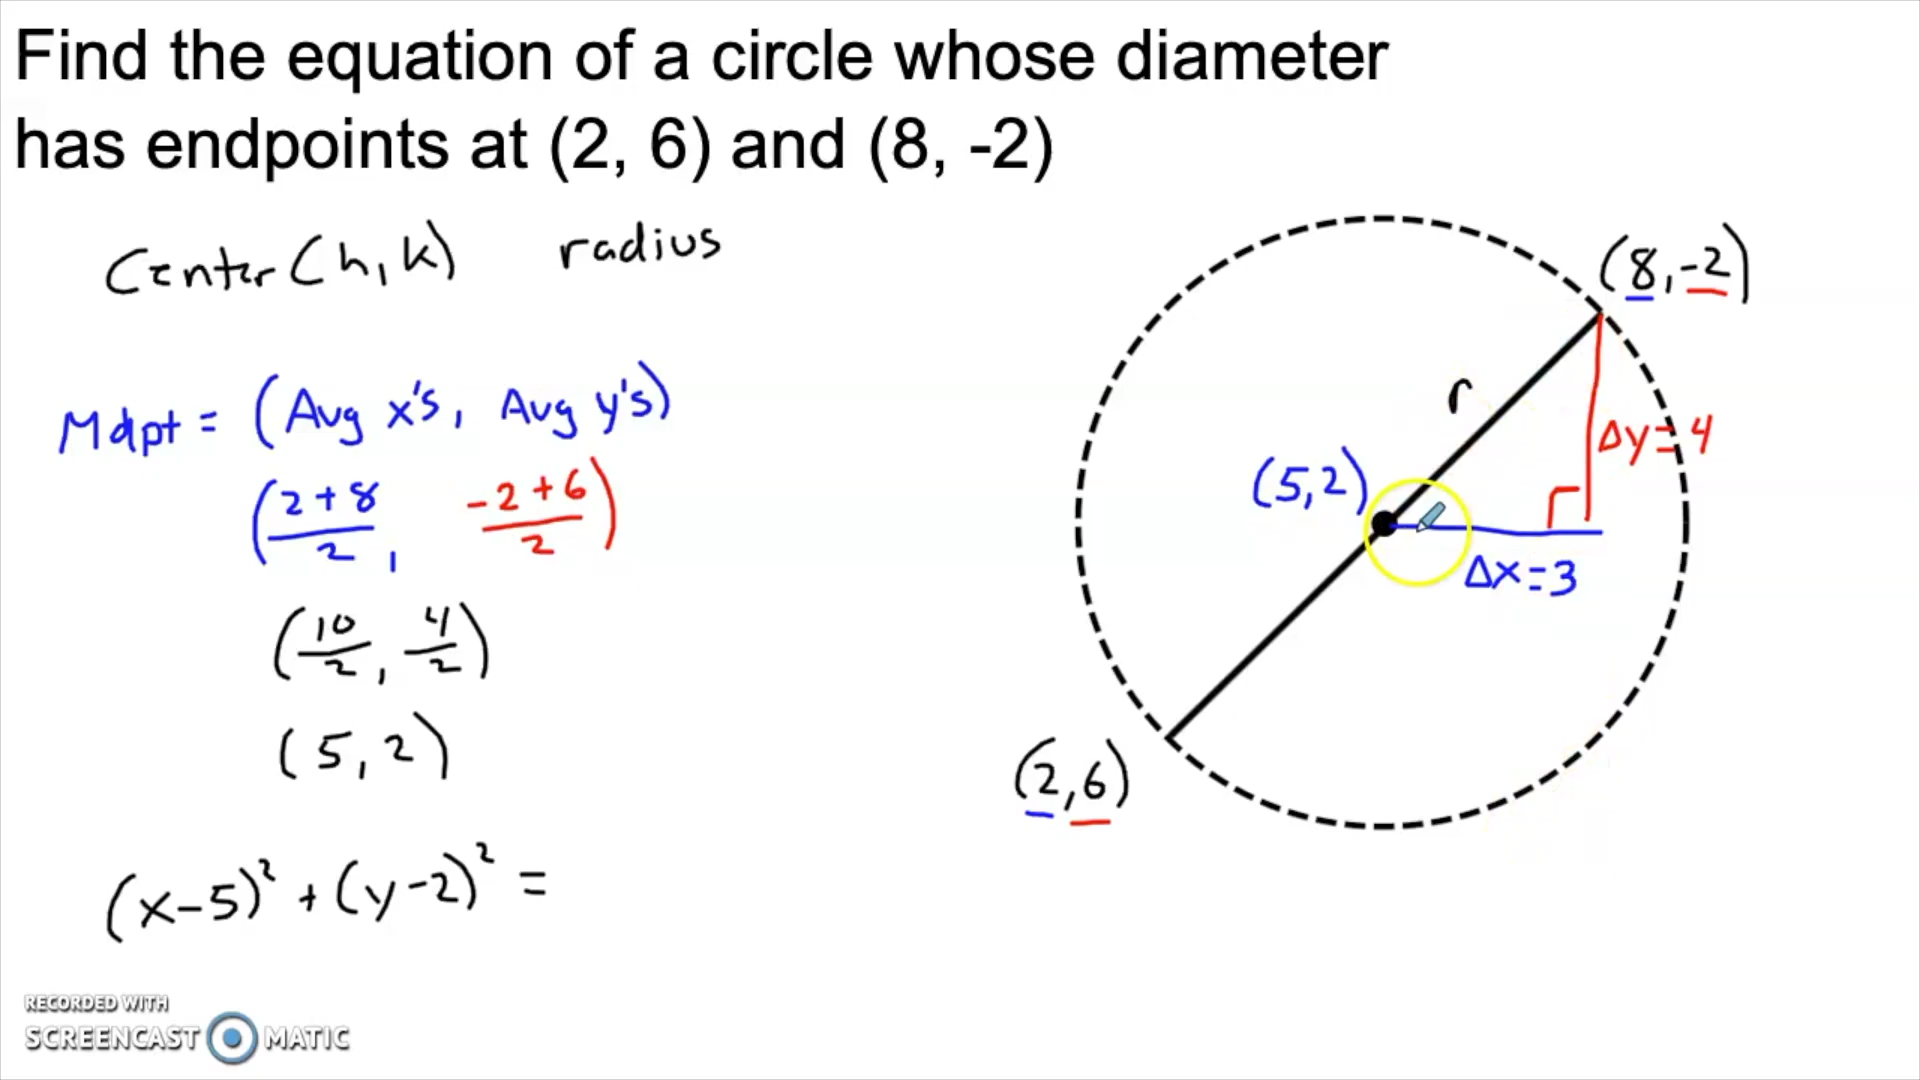 Find the equation of a circle whose diameter
has endpoints at (2, 6) and (8, -2)
Center (h, k) radius
Mdpt = (Avg x's, Avg y's)
(2+8/2, -2+6/2)
(10/2, 4/2)
(5, 2)
(x-5)² + (y-2)² =
(8, -2)
r
Δy=4
(5,2)
Δx=3
(2,6)
RECORDED WITH
SCREENCAST MATIC